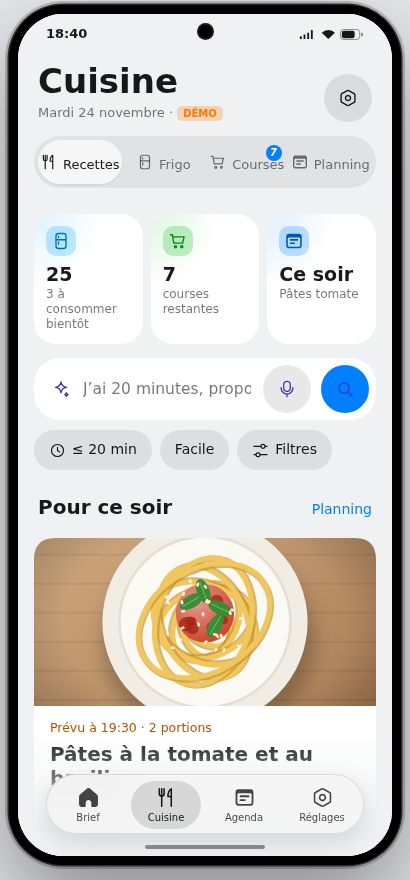 18:40
Cuisine
Mardi 24 novembre · DÉMO
Recettes Frigo Courses 7 Planning
25
3 à
consommer
bientôt
7
courses
restantes
Ce soir
Pâtes tomate
J’ai 20 minutes, propo
≤ 20 min Facile Filtres
Pour ce soir Planning
Prévu à 19:30 · 2 portions
Pâtes à la tomate et au
Brief Cuisine Agenda Réglages